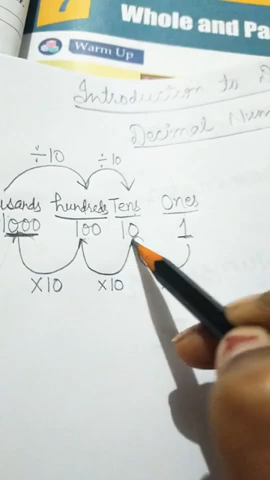 7
Whole and Pa
Warm Up
Introduction to
Decimal Num
÷10 ÷10
usands hundreds Tens Ones
1000 100 10 1
×10 ×10